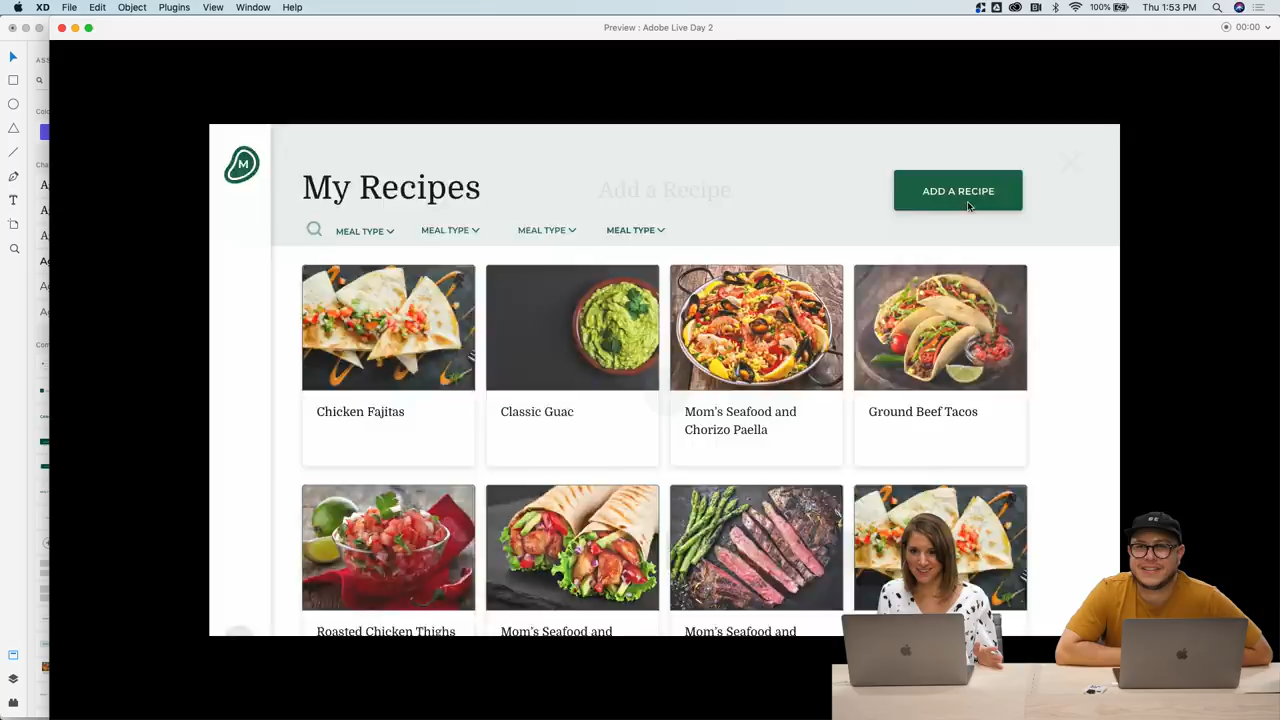 XD File Edit Object Plugins View Window Help 100% Thu 1:53 PM
Preview : Adobe Live Day 2
00:00
M
My Recipes
Add a Recipe
ADD A RECIPE
MEAL TYPE MEAL TYPE MEAL TYPE MEAL TYPE
Chicken Fajitas
Classic Guac
Mom's Seafood and
Chorizo Paella
Ground Beef Tacos
Roasted Chicken Thighs
Mom's Seafood and
Mom's Seafood and